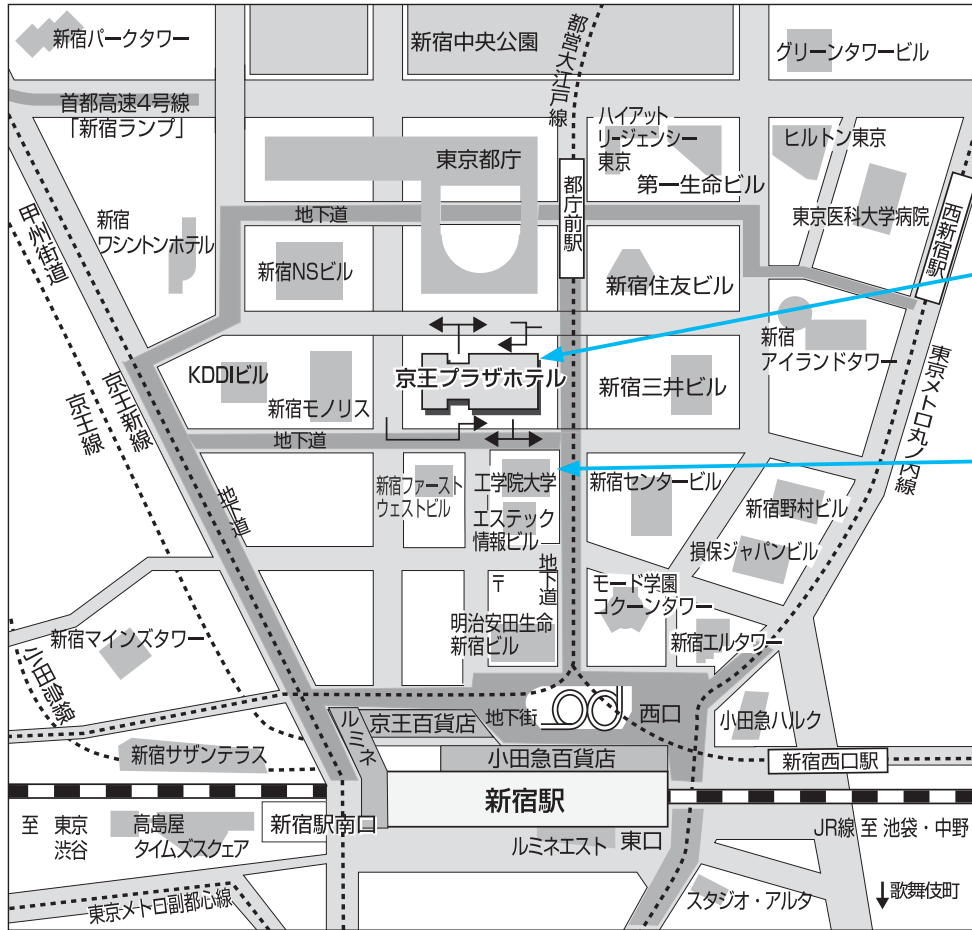 新宿パークタワー
新宿中央公園
都営大江戸線
グリーンタワービル
首都高速4号線
「新宿ランプ」
ハイアット
リージェンシー
東京
ヒルトン東京
東京都庁
第一生命ビル
都庁前駅
東京医科大学病院
西新宿駅
甲州街道
新宿
ワシントンホテル
地下道
新宿NSビル
新宿住友ビル
新宿
アイランドタワー
KDDIビル
新宿モノリス
京王プラザホテル
新宿三井ビル
東京メトロ丸ノ内線
京王新線
京王線
地下道
地下道
新宿ファースト
ウェストビル
工学院大学
エステック
情報ビル
新宿センタービル
新宿野村ビル
損保ジャパンビル
地下道
〒
モード学園
コクーンタワー
明治安田生命
新宿ビル
新宿エルタワー
新宿マインズタワー
小田急線
ルミネ
京王百貨店
地下街
西口
小田急ハルク
新宿サザンテラス
小田急百貨店
新宿西口駅
新宿駅
至 東京
渋谷
高島屋
タイムズスクェア
新宿駅南口
ルミネエスト
東口
JR線 至 池袋・中野
東京メトロ副都心線
スタジオ・アルタ
↓歌舞伎町